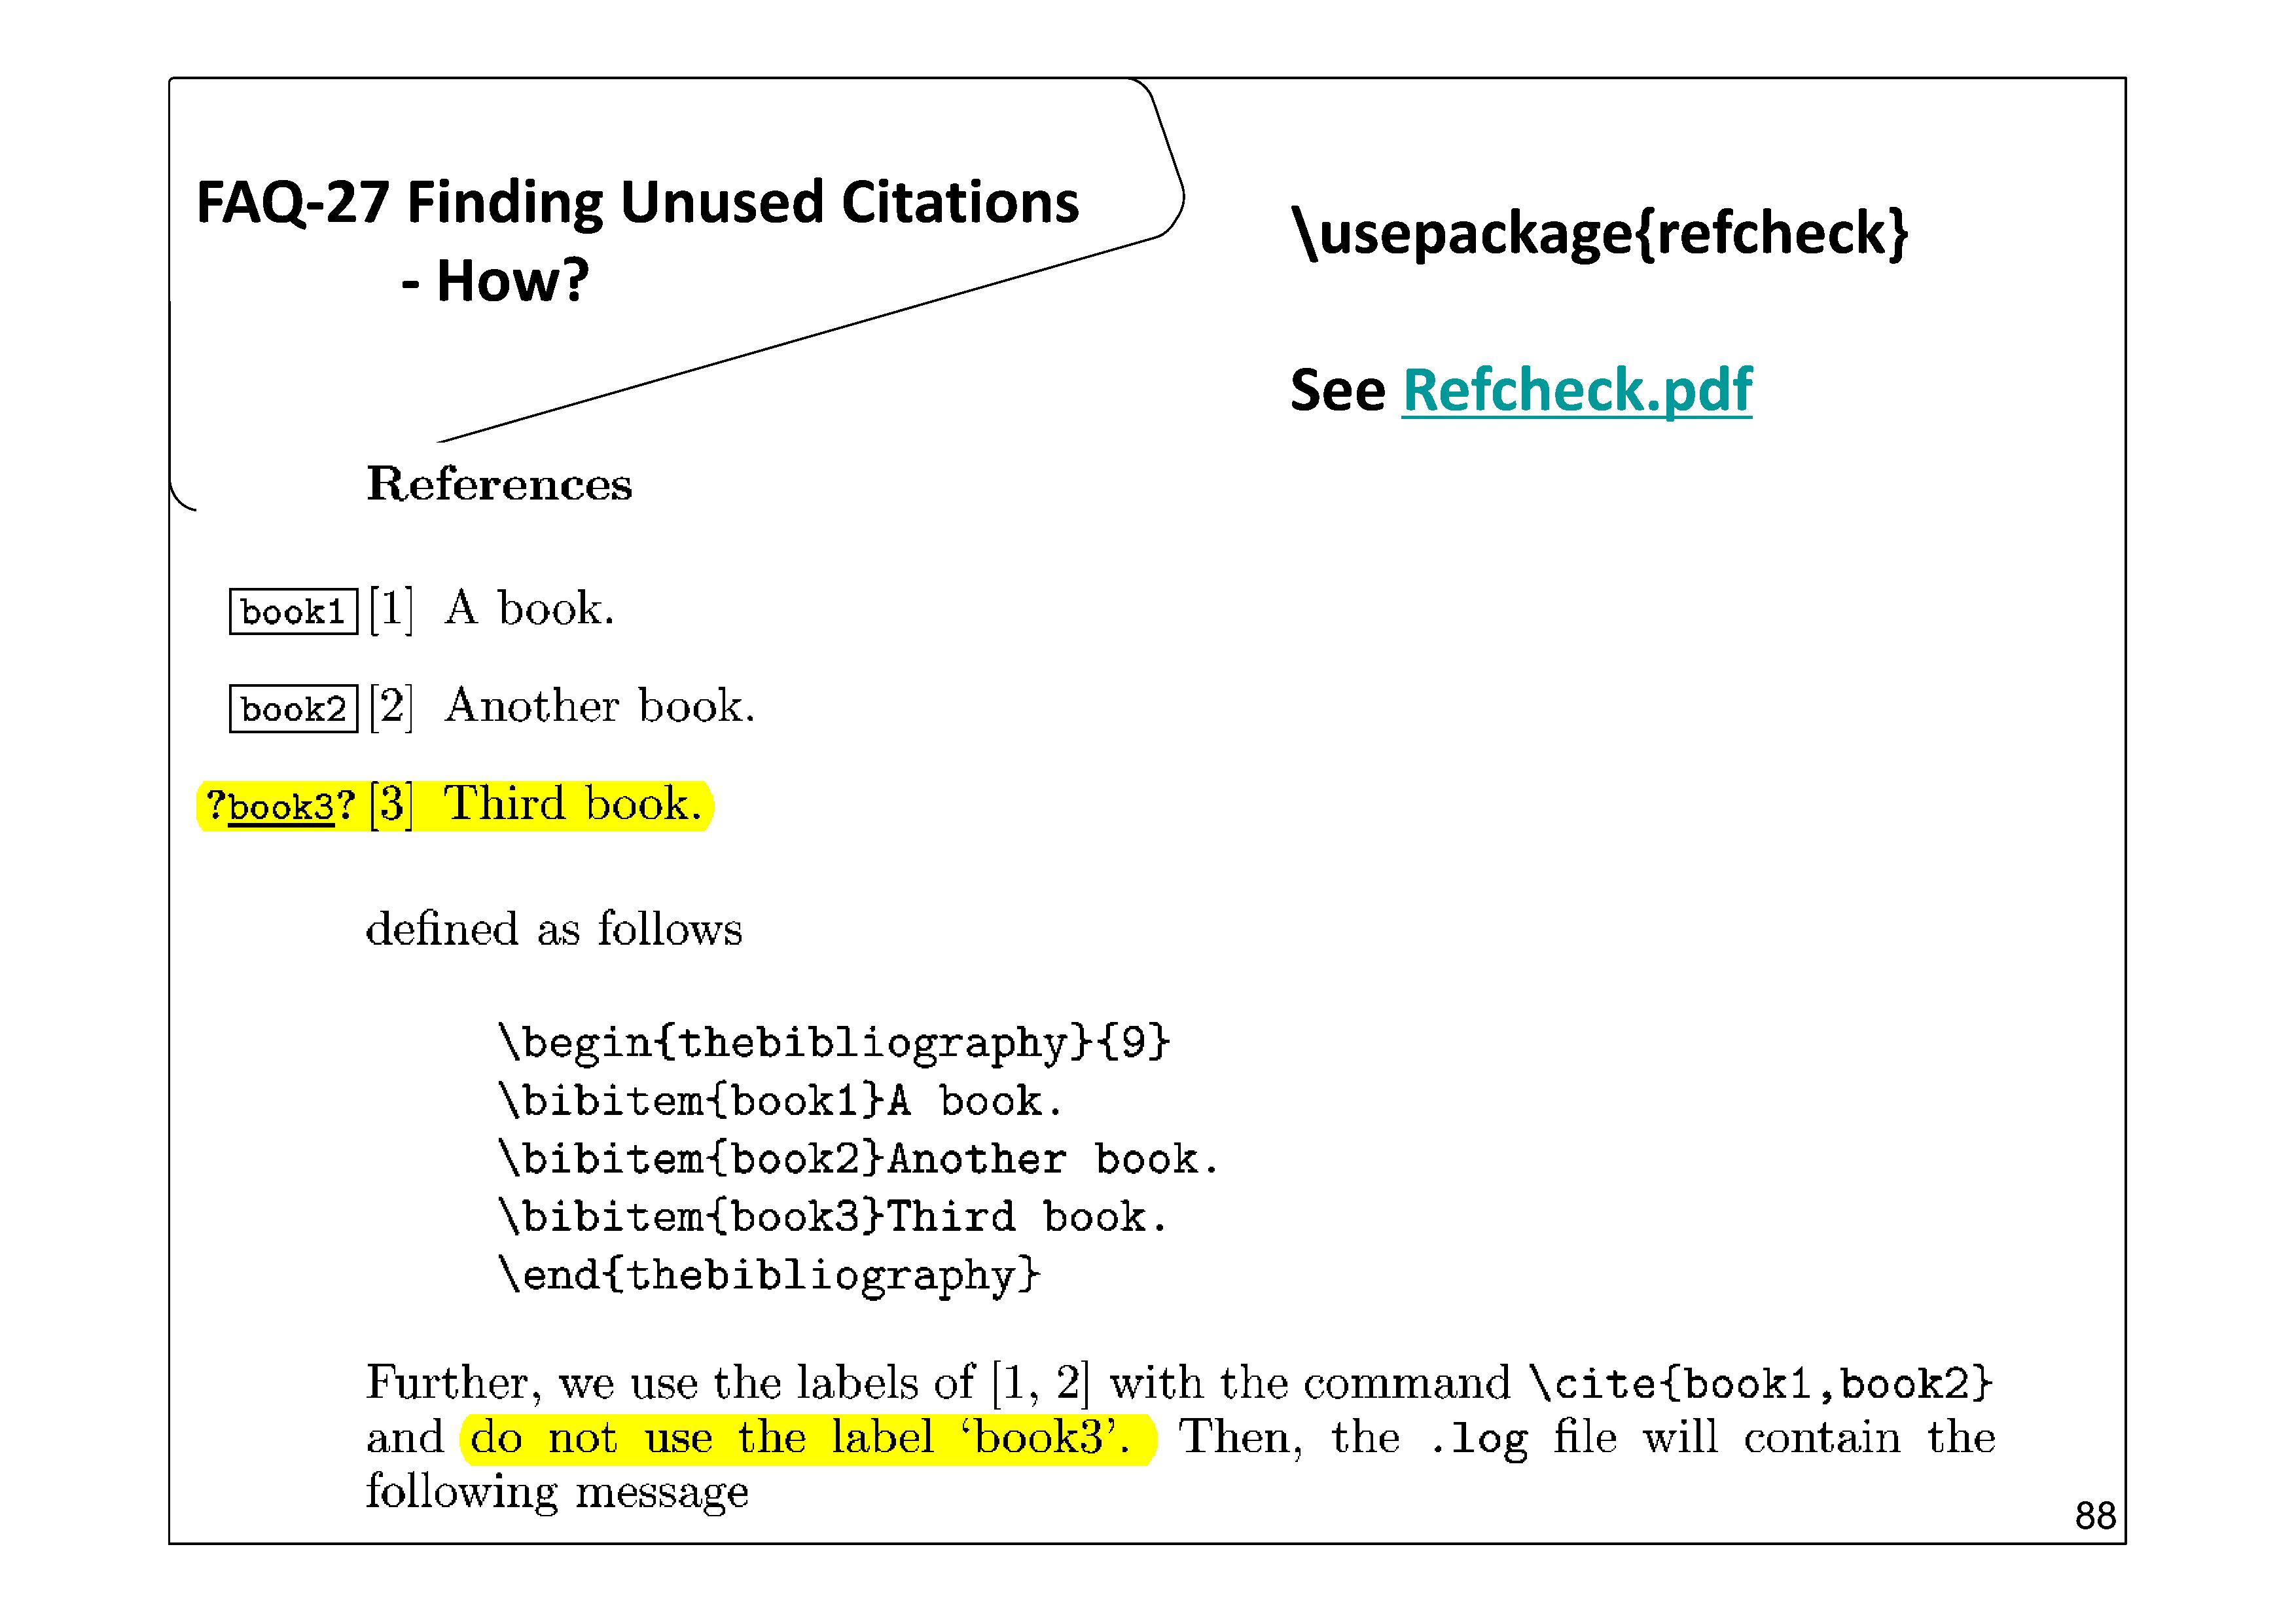 FAQ-27 Finding Unused Citations
- How?
\usepackage{refcheck}
See Refcheck.pdf
References
book1 [1] A book.
book2 [2] Another book.
?book3? [3] Third book.
defined as follows
\begin{thebibliography}{9}
\bibitem{book1}A book.
\bibitem{book2}Another book.
\bibitem{book3}Third book.
\end{thebibliography}
Further, we use the labels of [1, 2] with the command \cite{book1,book2}
and do not use the label ‘book3’. Then, the .log file will contain the
following message
88